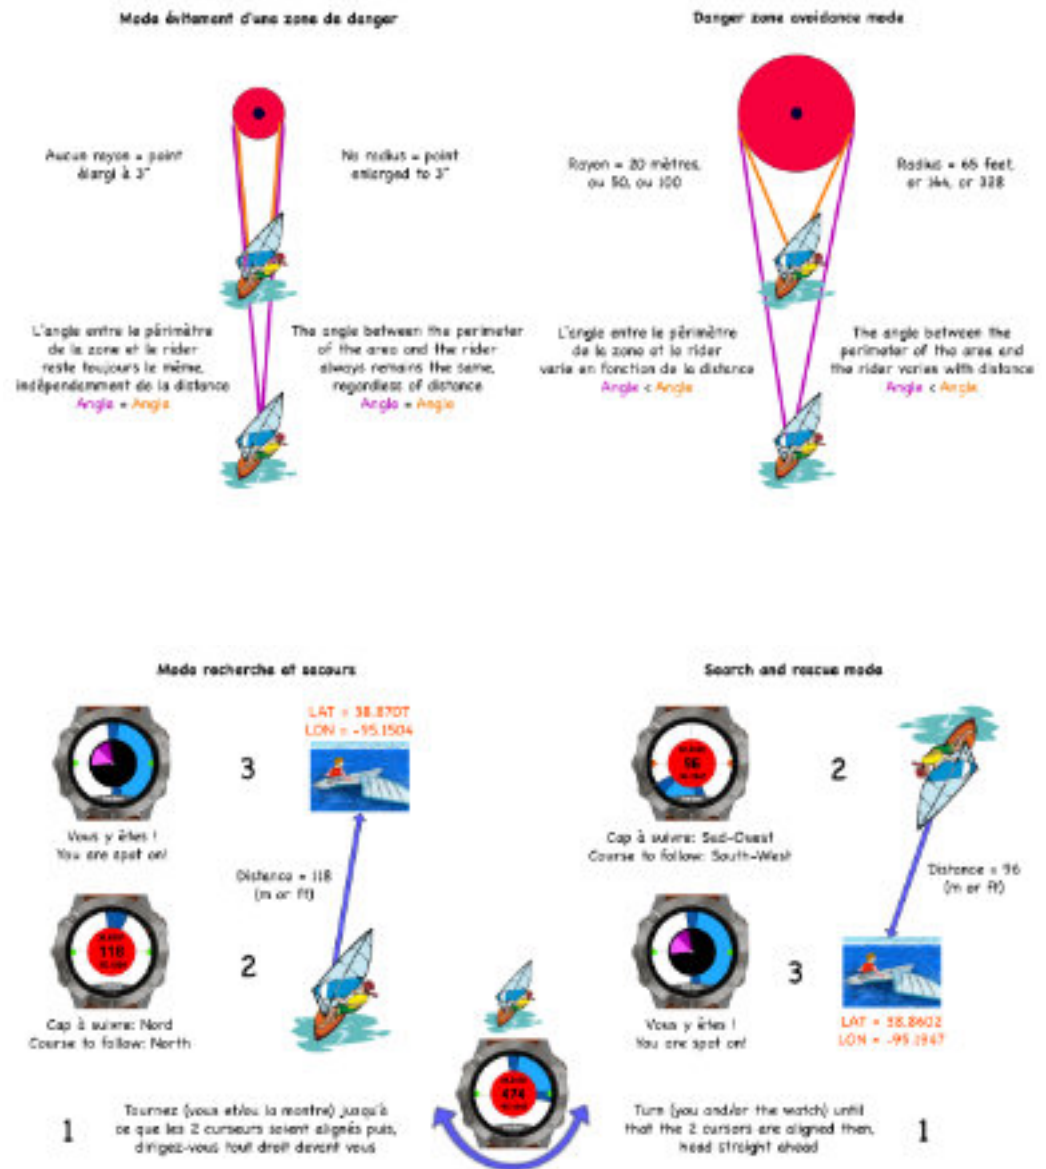 Mode évitement d'une zone de danger
Danger zone avoidance mode
Aucun rayon = point
élargi à 3°
No radius = point
enlarged to 3°
Rayon = 20 mètres,
ou 50, ou 100
Radius = 65 feet,
or 164, or 328
L'angle entre le périmètre
de la zone et le rider
reste toujours le même,
indépendamment de la distance
Angle = Angle
The angle between the perimeter
of the area and the rider
always remains the same,
regardless of distance
Angle = Angle
L'angle entre le périmètre
de la zone et le rider
varie en fonction de la distance
Angle < Angle
The angle between the
perimeter of the area and
the rider varies with distance
Angle < Angle
Mode recherche et secours
Search and rescue mode
3
LAT = 38.8707
LON = -95.1504
Vous y êtes !
You are spot on!
Distance = 118
(m or ft)
118
2
Cap à suivre: Nord
Course to follow: North
96
2
Cap à suivre: Sud-Ouest
Course to follow: South-West
Distance = 96
(m or ft)
3
Vous y êtes !
You are spot on!
LAT = 38.8602
LON = -95.1947
474
1
Tournez (vous et/ou la montre) jusqu'à
ce que les 2 curseurs soient alignés puis,
dirigez-vous tout droit devant vous
Turn (you and/or the watch) until
that the 2 cursors are aligned then,
head straight ahead
1